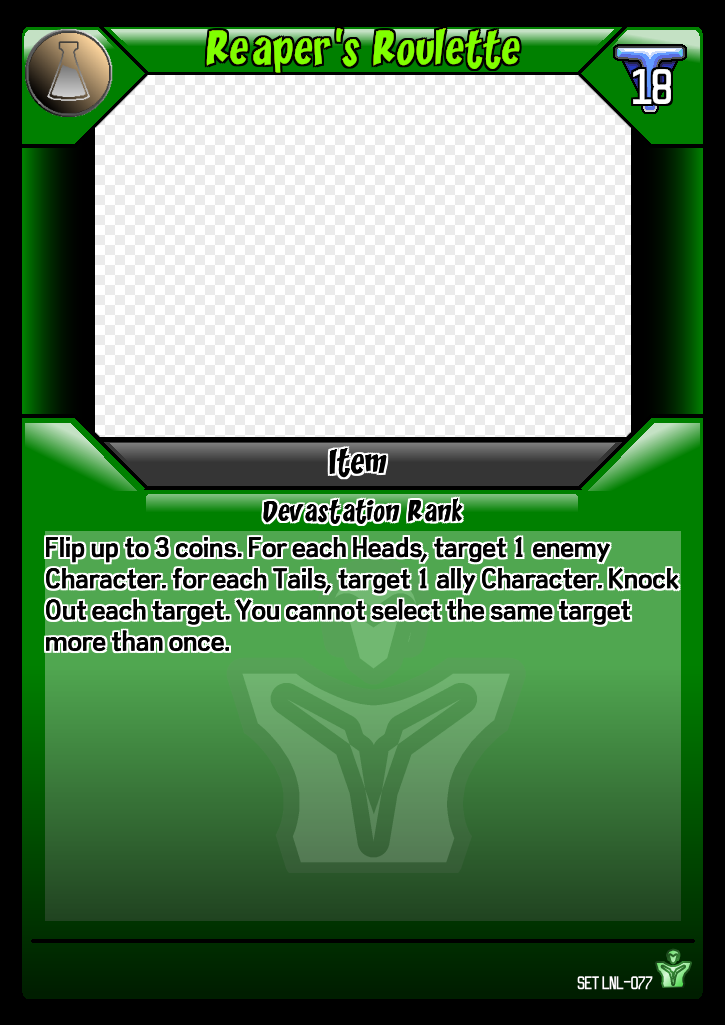 Reaper's Roulette
18
Item
Devastation Rank
Flip up to 3 coins. For each Heads, target 1 enemy
Character. for each Tails, target 1 ally Character. Knock
Out each target. You cannot select the same target
more than once.
SET LNL-077